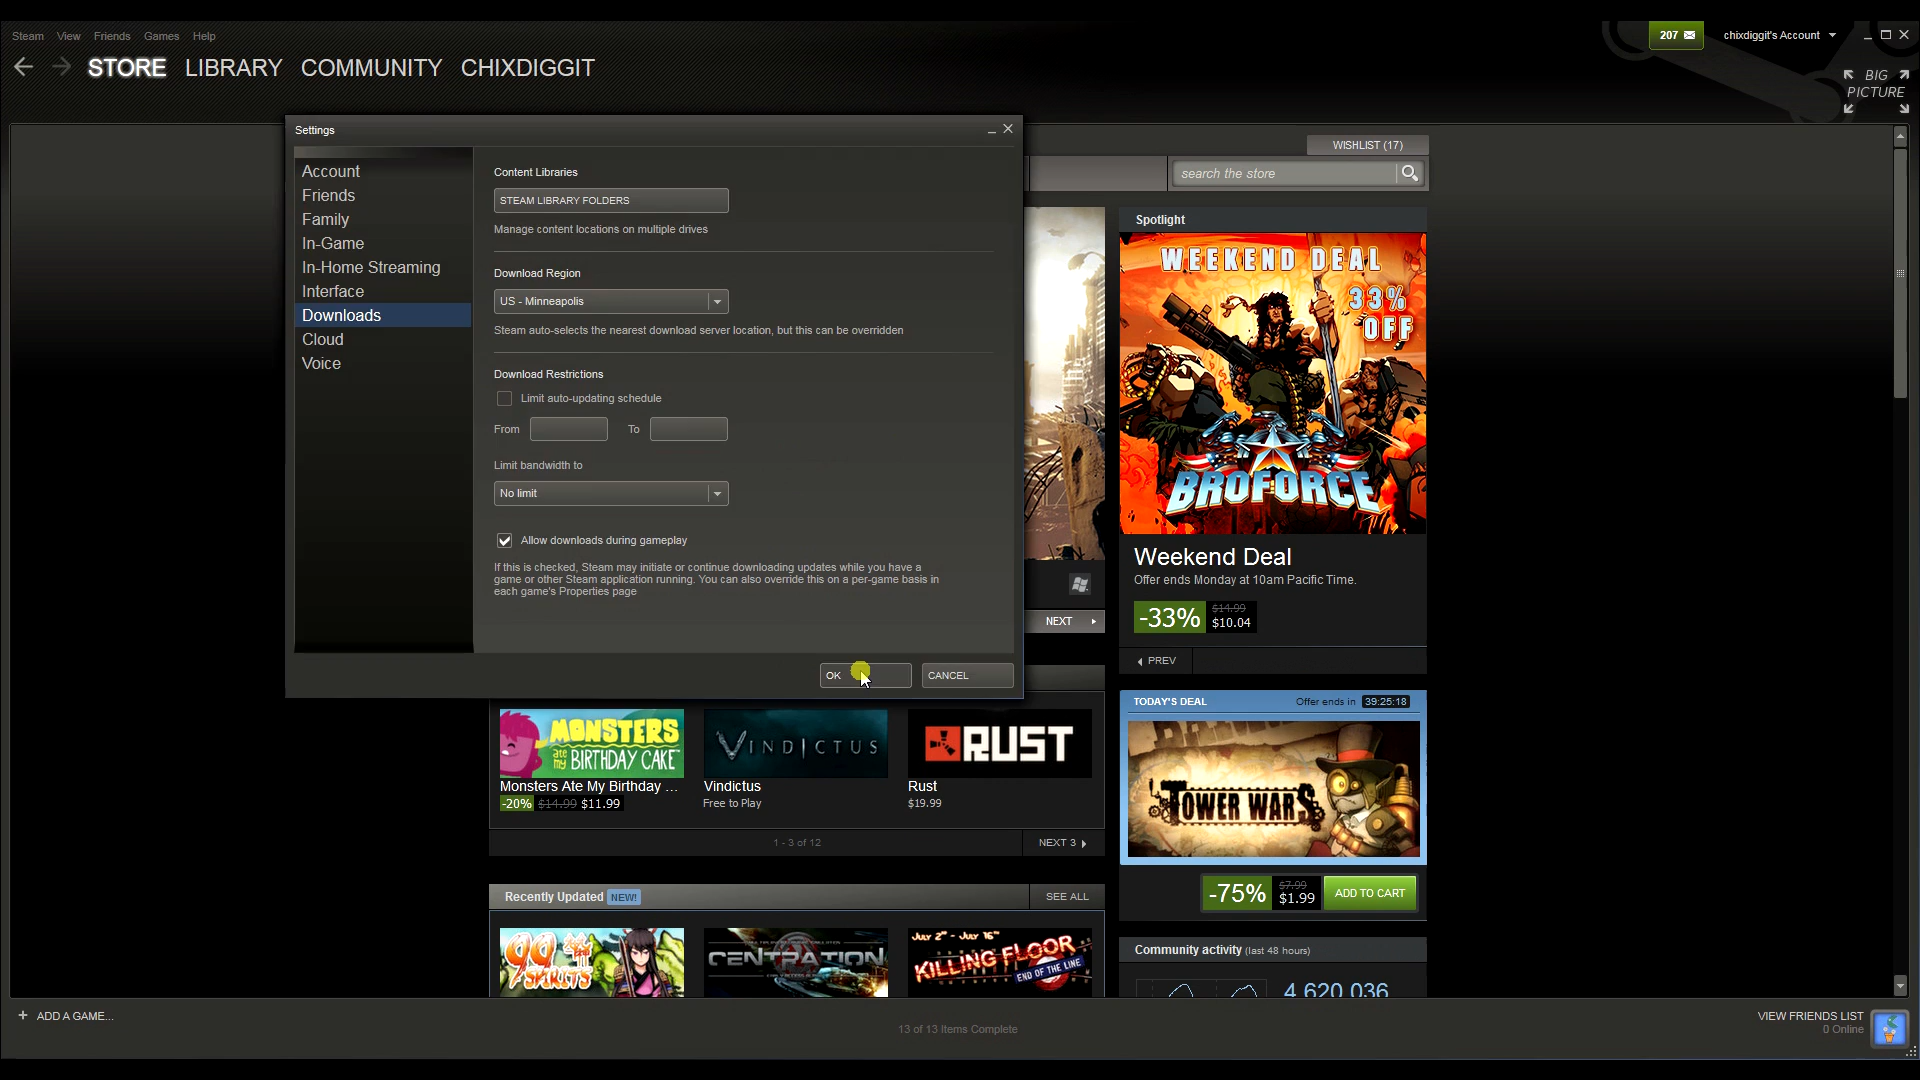 Steam View Friends Games Help
207
chixdiggit's Account
STORE LIBRARY COMMUNITY CHIXDIGGIT
BIG
PICTURE
Settings
Account
Friends
Family
In-Game
In-Home Streaming
Interface
Downloads
Cloud
Voice
Content Libraries
STEAM LIBRARY FOLDERS
Manage content locations on multiple drives
Download Region
US - Minneapolis
Steam auto-selects the nearest download server location, but this can be overridden
Download Restrictions
Limit auto-updating schedule
From To
Limit bandwidth to
No limit
Allow downloads during gameplay
If this is checked, Steam may initiate or continue downloading updates while you have a
game or other Steam application running. You can also override this on a per-game basis in
each game's Properties page
OK CANCEL
WISHLIST (17)
search the store
NEXT
Spotlight
WEEKEND DEAL
33%
OFF
BROFORCE
Weekend Deal
Offer ends Monday at 10am Pacific Time.
-33% $14.99
$10.04
PREV
MONSTERS
ate my BIRTHDAY CAKE
Monsters Ate My Birthday ...
-20% $14.99 $11.99
VINDICTUS
Vindictus
Free to Play
RUST
Rust
$19.99
1 - 3 of 12 NEXT 3
TODAY'S DEAL Offer ends in 39:25:18
TOWER WARS
-75% $7.99
$1.99
ADD TO CART
Recently Updated NEW! SEE ALL
99
SPIRITS
CENTRATION
JULY 2nd - JULY 16th
KILLING FLOOR
END OF THE LINE
Community activity (last 48 hours)
4,620,036
ADD A GAME...
13 of 13 Items Complete
VIEW FRIENDS LIST
0 Online